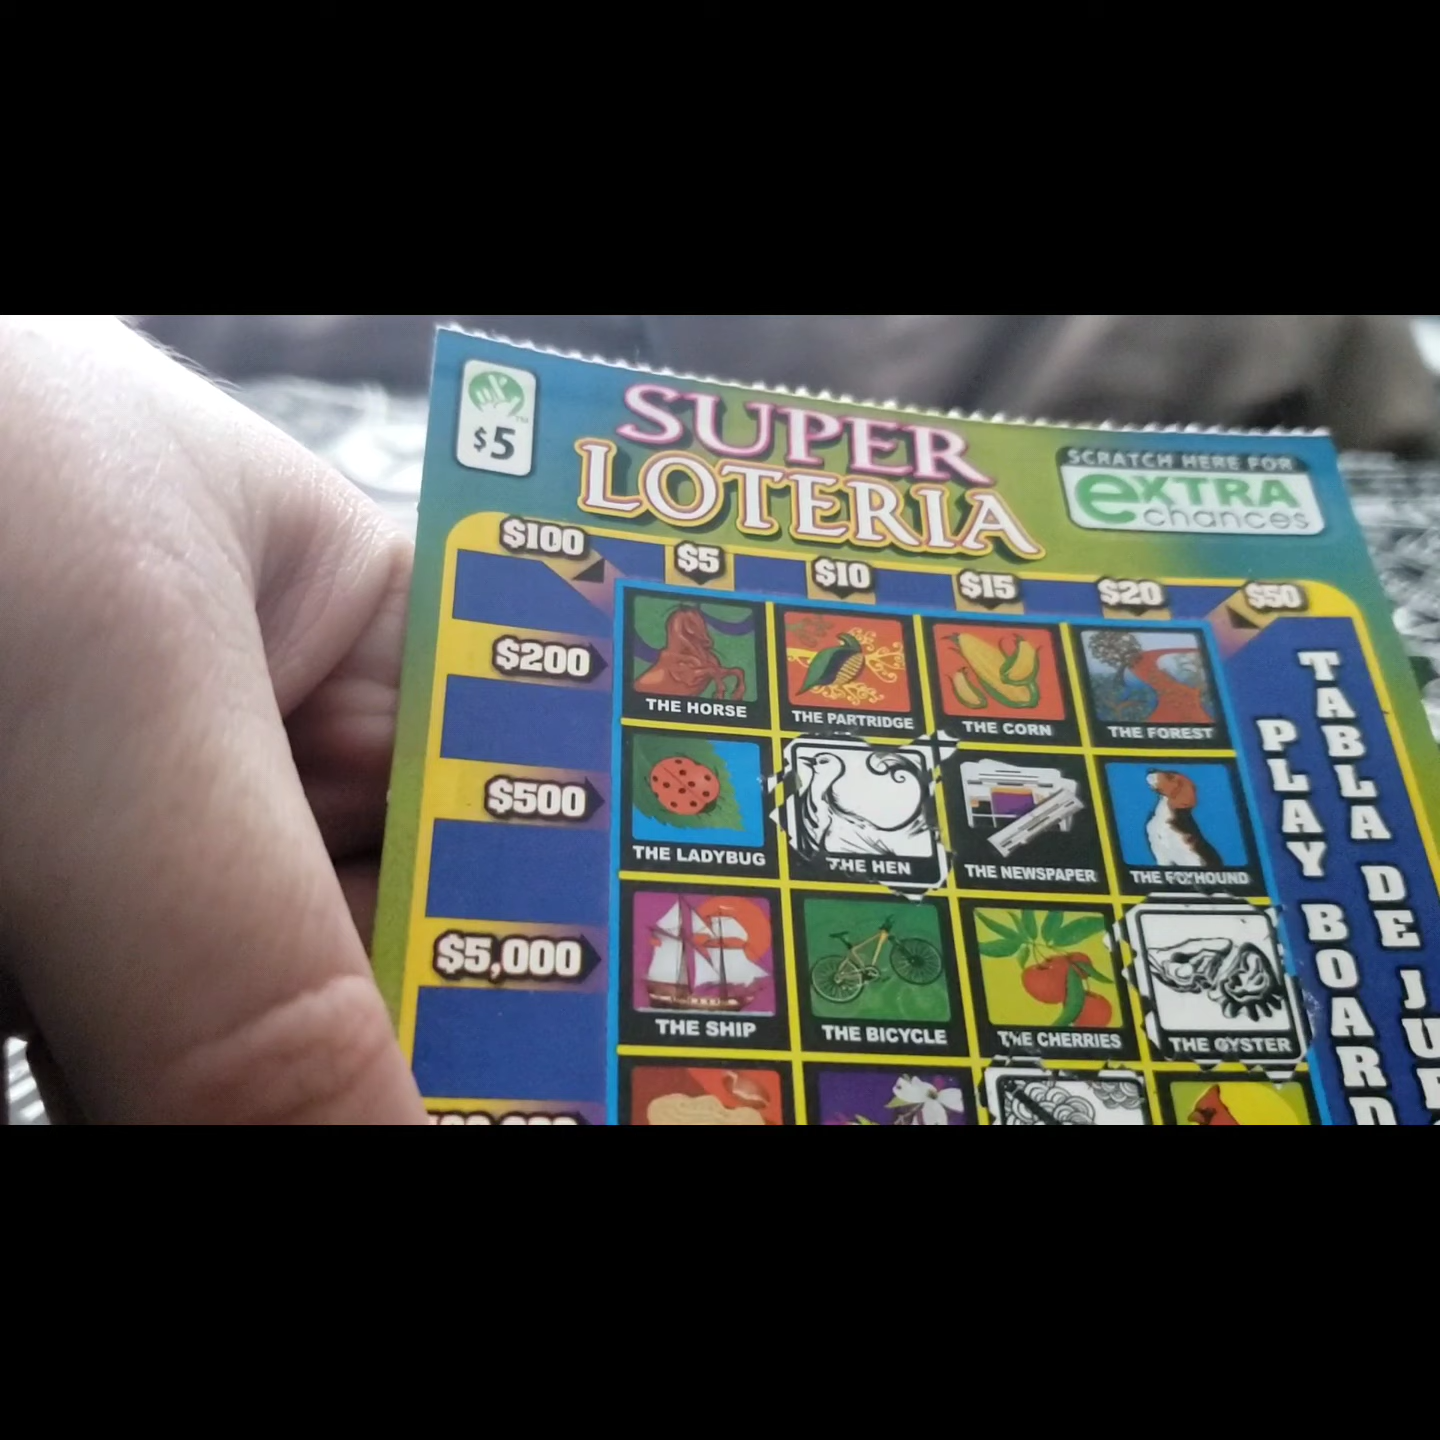 $5
SUPER
LOTERIA
SCRATCH HERE FOR
eXTRA
chances
$100
$5
$10
$15
$20
$50
$200
THE HORSE
THE PARTRIDGE
THE CORN
THE FOREST
$500
THE LADYBUG
THE HEN
THE NEWSPAPER
THE FOXHOUND
$5,000
THE SHIP
THE BICYCLE
THE CHERRIES
THE OYSTER
TABLA DE
PLAY BOARD